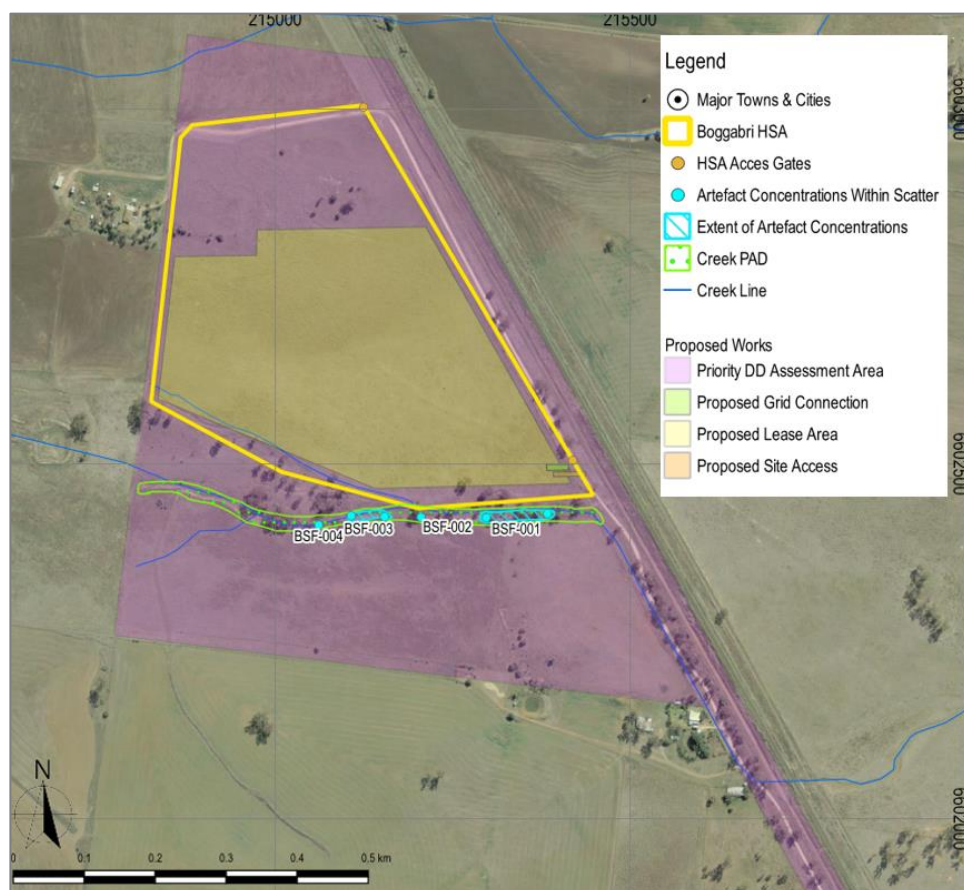 215000
215500
Legend
Major Towns & Cities
Boggabri HSA
HSA Acces Gates
Artefact Concentrations Within Scatter
Extent of Artefact Concentrations
Creek PAD
Creek Line
Proposed Works
Priority DD Assessment Area
Proposed Grid Connection
Proposed Lease Area
Proposed Site Access
6603000
6602500
BSF-004
BSF-003
BSF-002
BSF-001
6602000
N
0 0.1 0.2 0.3 0.4 0.5 km